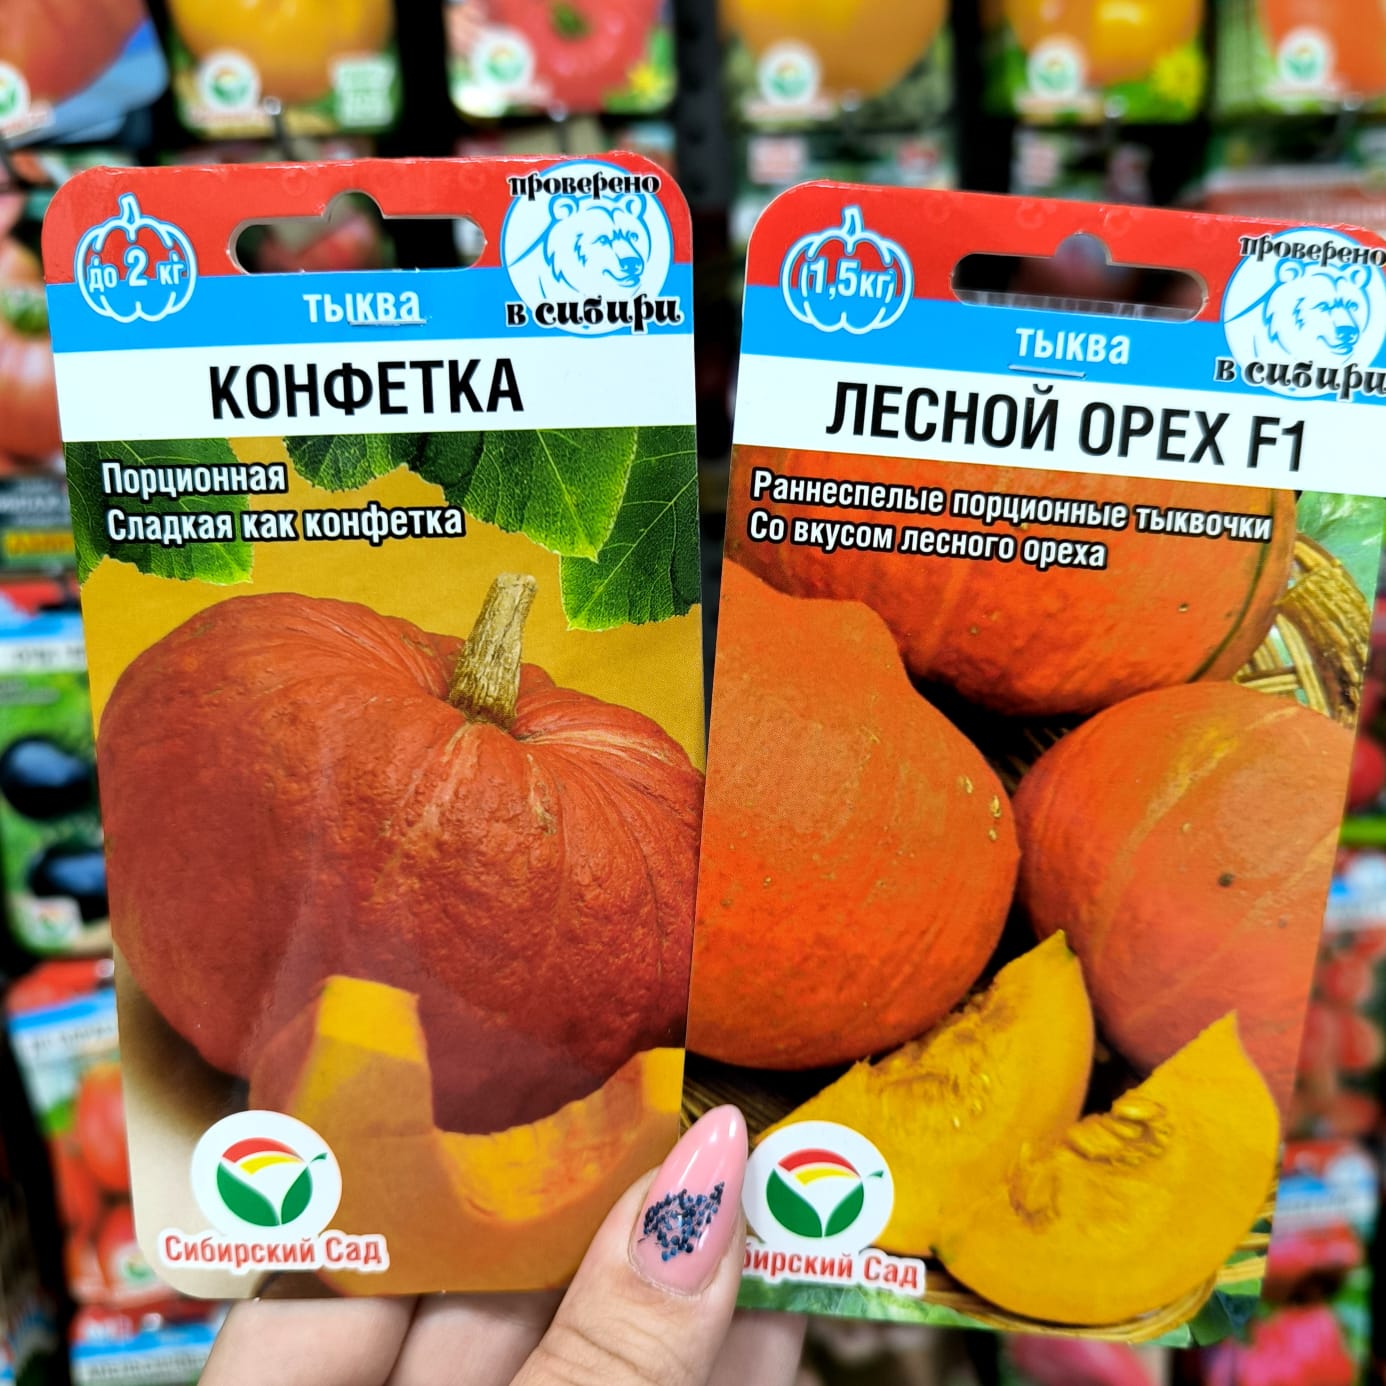 до 2 кг
тыква
проверено
в сибири
КОНФЕТКА
Порционная
Сладкая как конфетка
Сибирский Сад
1,5кг
тыква
проверено
в сибири
ЛЕСНОЙ ОРЕХ F1
Раннеспелые порционные тыквочки
Со вкусом лесного ореха
бирский Сад